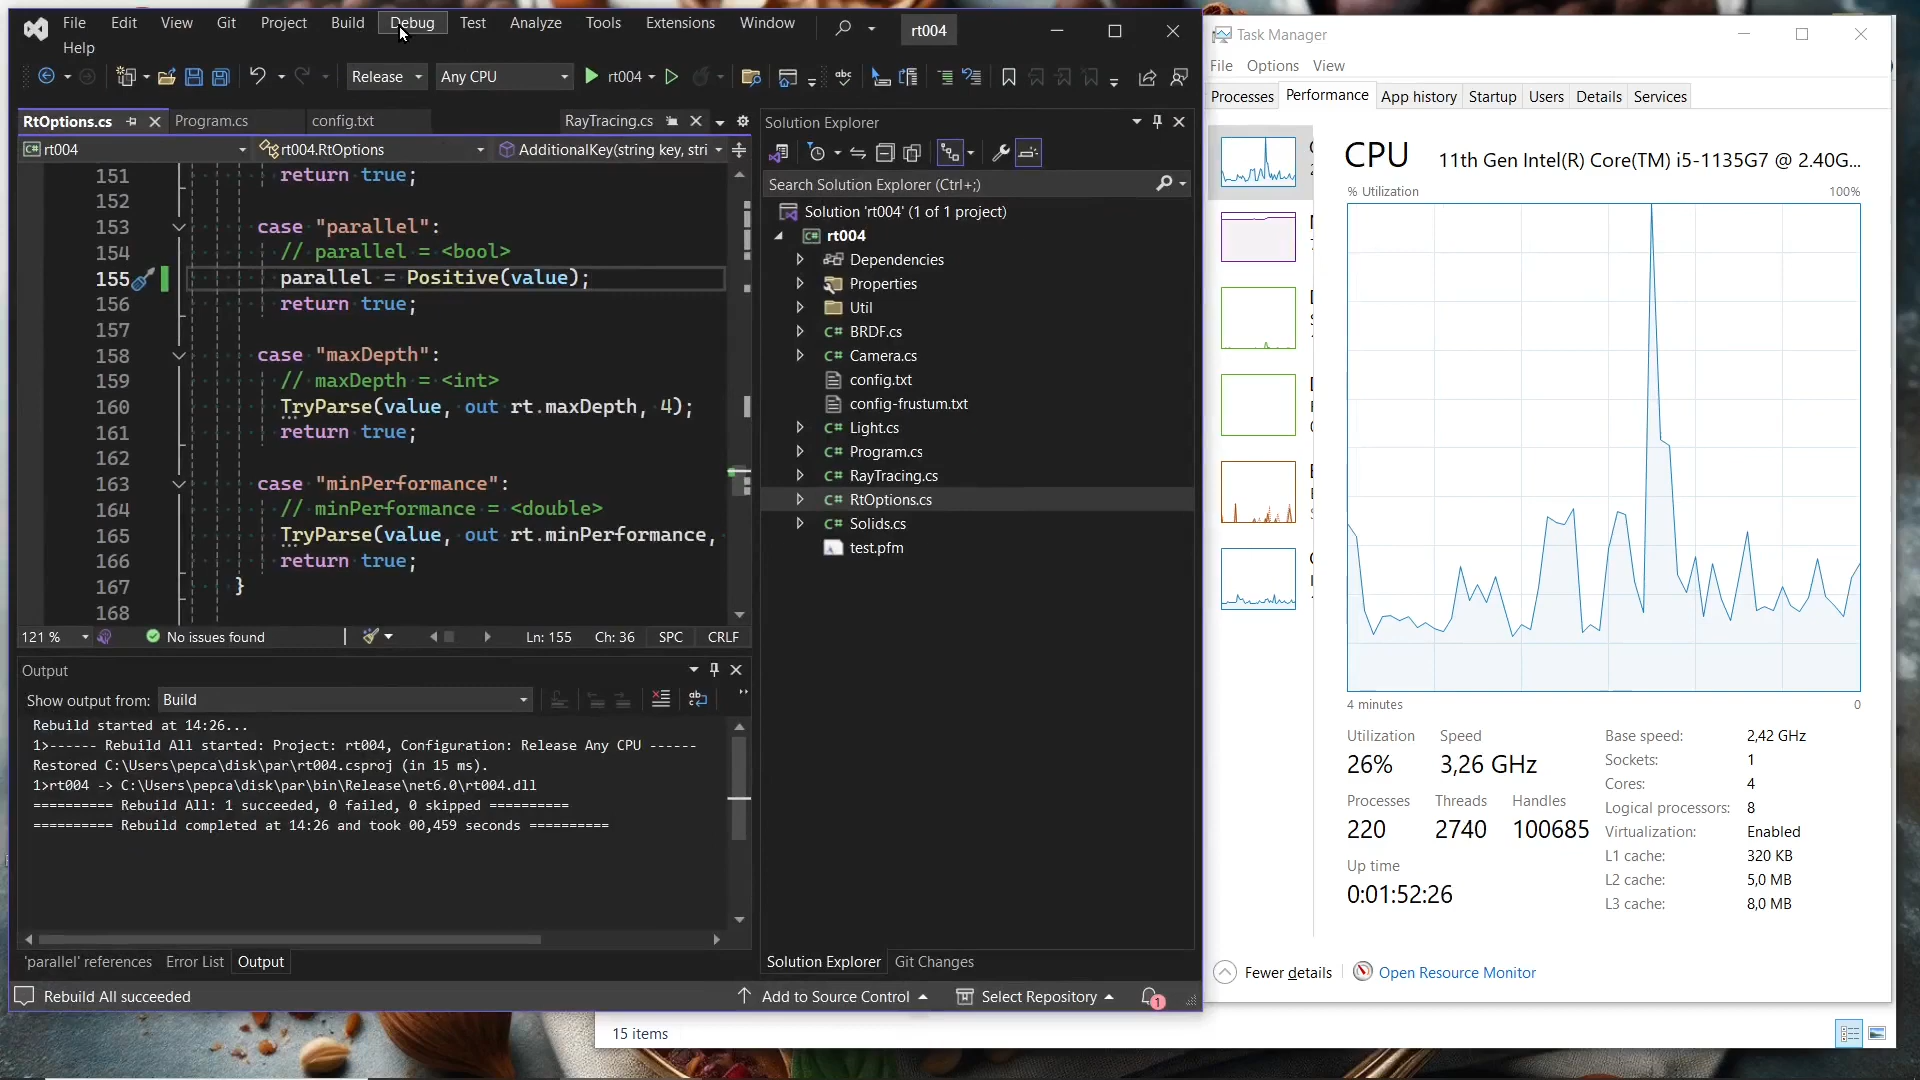 File Edit View Git Project Build Debug Test Analyze Tools Extensions Window rt004
Help
Release Any CPU rt004
RtOptions.cs Program.cs config.txt RayTracing.cs
rt004 rt004.RtOptions AdditionalKey(string key, stri
151 return true;
152
153 case "parallel":
154 // parallel = <bool>
155 parallel = Positive(value);
156 return true;
157
158 case "maxDepth":
159 // maxDepth = <int>
160 TryParse(value, out rt.maxDepth, 4);
161 return true;
162
163 case "minPerformance":
164 // minPerformance = <double>
165 TryParse(value, out rt.minPerformance,
166 return true;
167 }
168
121 % No issues found Ln: 155 Ch: 36 SPC CRLF
Output
Show output from: Build
Rebuild started at 14:26...
1>------ Rebuild All started: Project: rt004, Configuration: Release Any CPU ------
Restored C:\Users\pepca\disk\par\rt004.csproj (in 15 ms).
1>rt004 -> C:\Users\pepca\disk\par\bin\Release\net6.0\rt004.dll
========== Rebuild All: 1 succeeded, 0 failed, 0 skipped ==========
========== Rebuild completed at 14:26 and took 00,459 seconds ==========
'parallel' references Error List Output
Solution Explorer
Search Solution Explorer (Ctrl+;)
Solution 'rt004' (1 of 1 project)
rt004
Dependencies
Properties
Util
C# BRDF.cs
C# Camera.cs
config.txt
config-frustum.txt
C# Light.cs
C# Program.cs
C# RayTracing.cs
C# RtOptions.cs
C# Solids.cs
test.pfm
Solution Explorer Git Changes
Rebuild All succeeded Add to Source Control Select Repository 1
Task Manager
File Options View
Processes Performance App history Startup Users Details Services
CPU 11th Gen Intel(R) Core(TM) i5-1135G7 @ 2.40G...
% Utilization 100%
4 minutes 0
Utilization Speed
26% 3,26 GHz
Processes Threads Handles
220 2740 100685
Up time
0:01:52:26
Base speed: 2,42 GHz
Sockets: 1
Cores: 4
Logical processors: 8
Virtualization: Enabled
L1 cache: 320 KB
L2 cache: 5,0 MB
L3 cache: 8,0 MB
Fewer details Open Resource Monitor
15 items